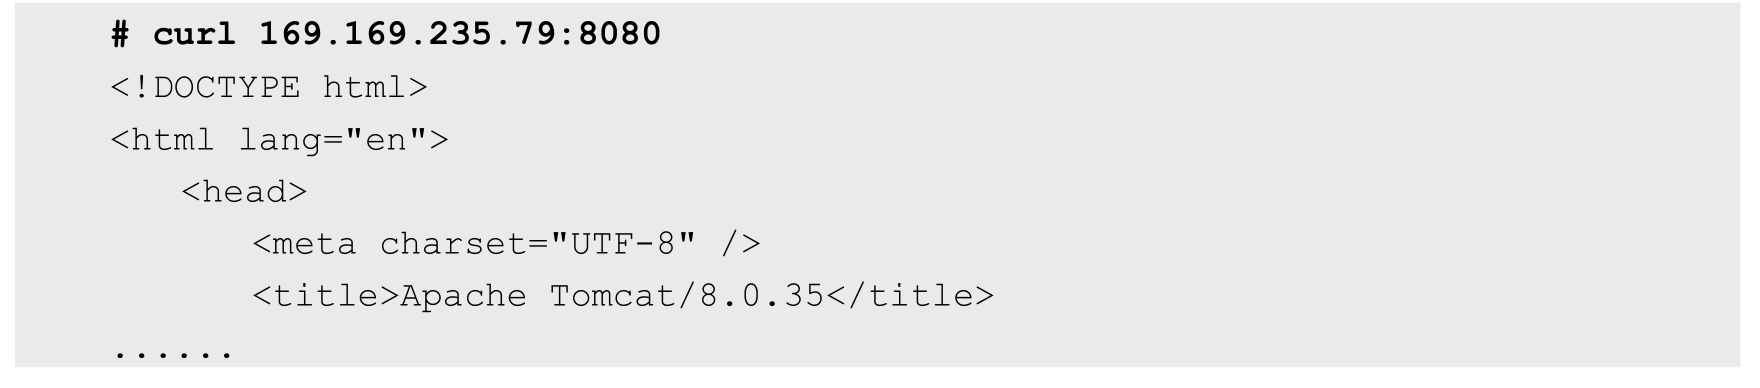 # curl 169.169.235.79:8080
<!DOCTYPE html>
<html lang="en">
<head>
<meta charset="UTF-8" />
<title>Apache Tomcat/8.0.35</title>
......